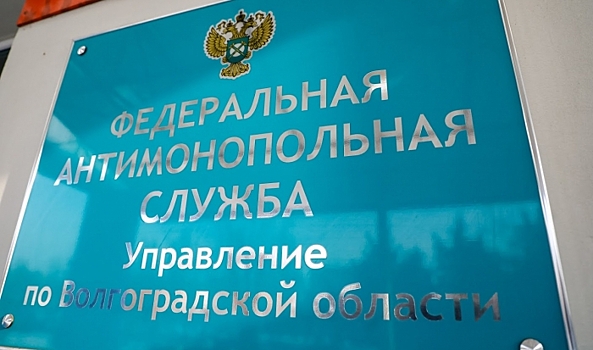 ФЕДЕРАЛЬНАЯ
АНТИМОНОПОЛЬНАЯ
СЛУЖБА
Управление
по Волгоградской области